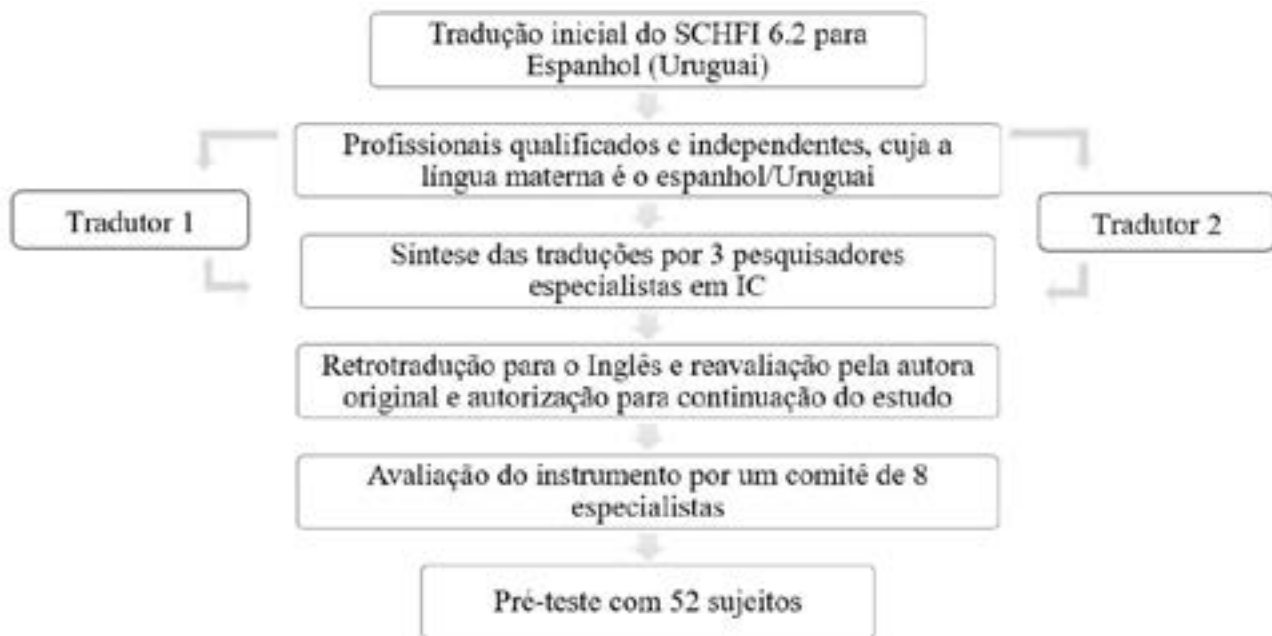 Tradução inicial do SCHFI 6.2 para
Espanhol (Uruguai)
Profissionais qualificados e independentes, cuja a
língua materna é o espanhol/Uruguai
Tradutor 1
Tradutor 2
Síntese das traduções por 3 pesquisadores
especialistas em IC
Retrotradução para o Inglês e reavaliação pela autora
original e autorização para continuação do estudo
Avaliação do instrumento por um comitê de 8
especialistas
Pré-teste com 52 sujeitos